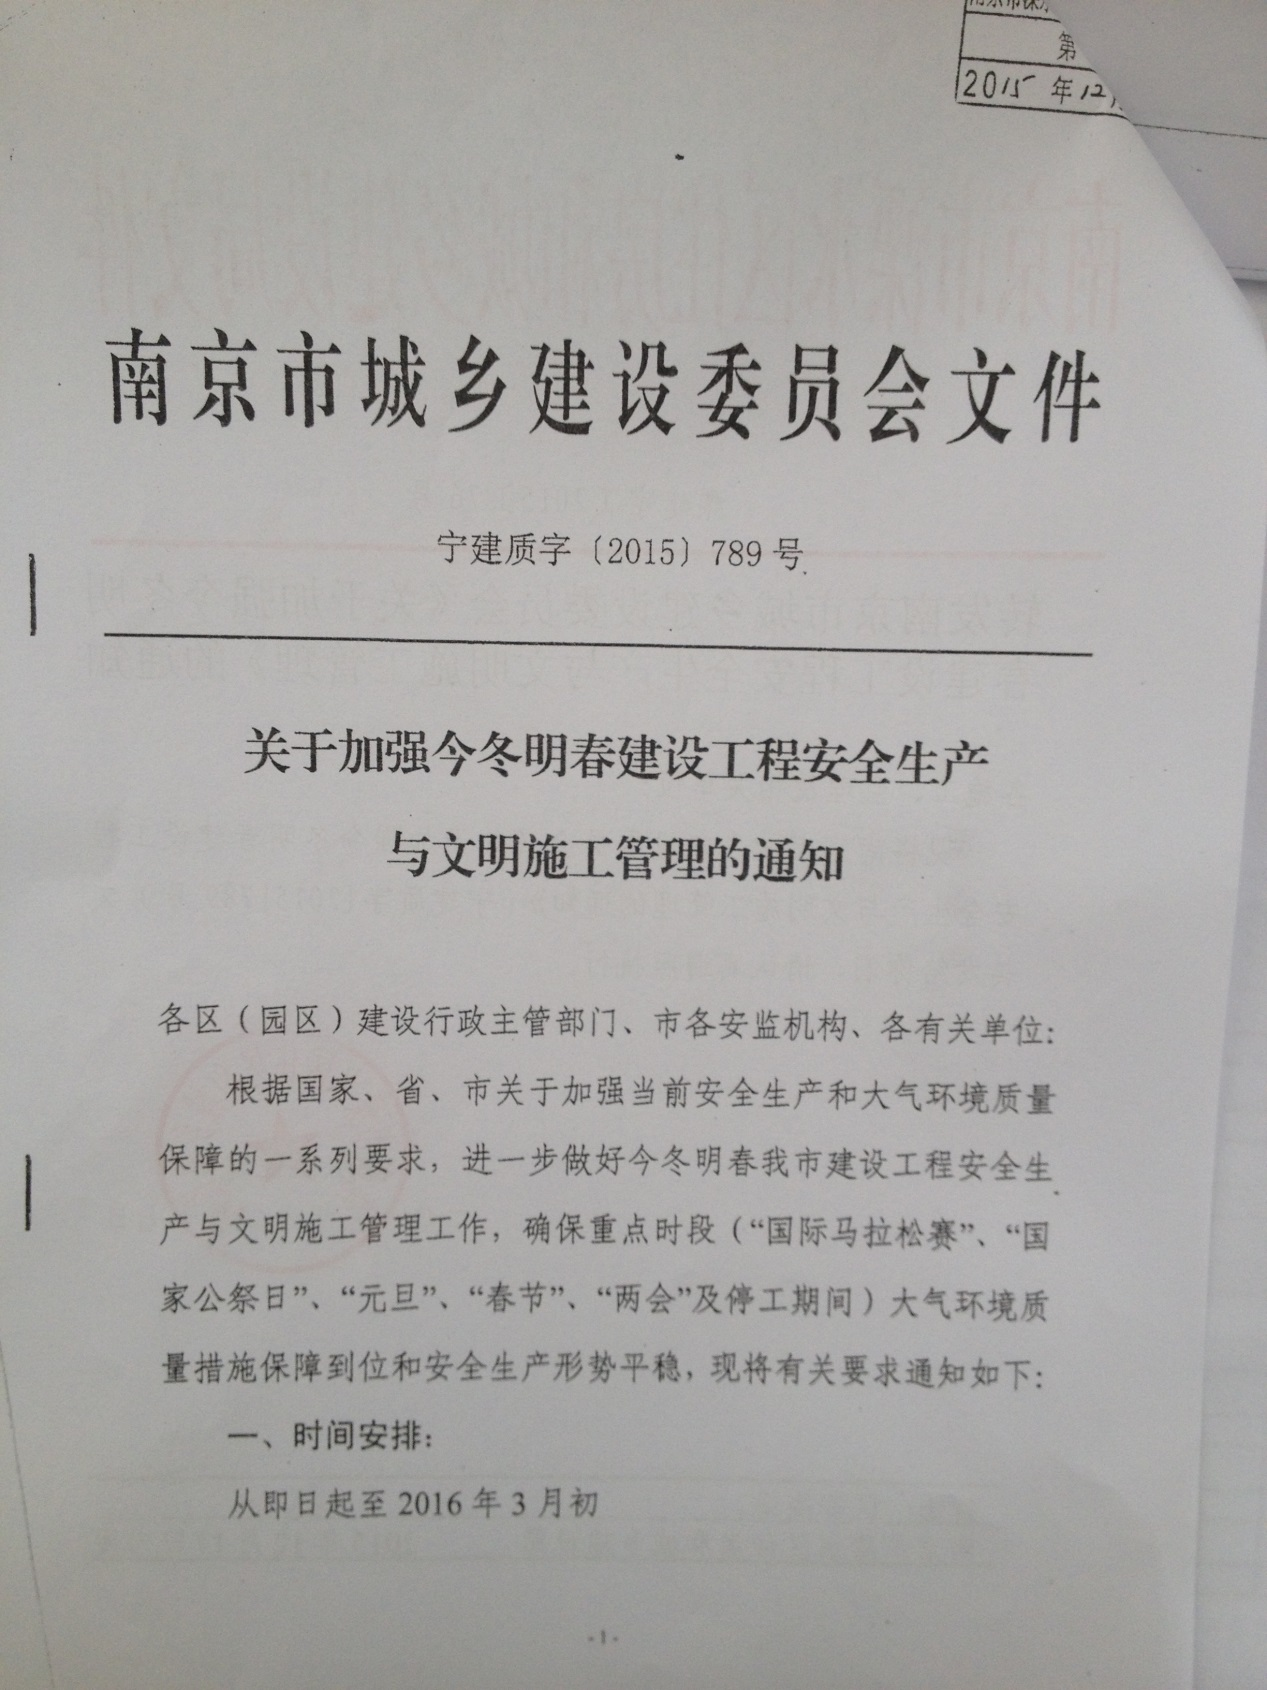 第
2015 年12
南京市城乡建设委员会文件
宁建质字〔2015〕789号
关于加强今冬明春建设工程安全生产
与文明施工管理的通知
各区（园区）建设行政主管部门、市各安监机构、各有关单位：
根据国家、省、市关于加强当前安全生产和大气环境质量
保障的一系列要求，进一步做好今冬明春我市建设工程安全生
产与文明施工管理工作，确保重点时段（“国际马拉松赛”、“国
家公祭日”、“元旦”、“春节”、“两会”及停工期间）大气环境质
量措施保障到位和安全生产形势平稳，现将有关要求通知如下：
一、时间安排：
从即日起至 2016 年 3 月初
-1-